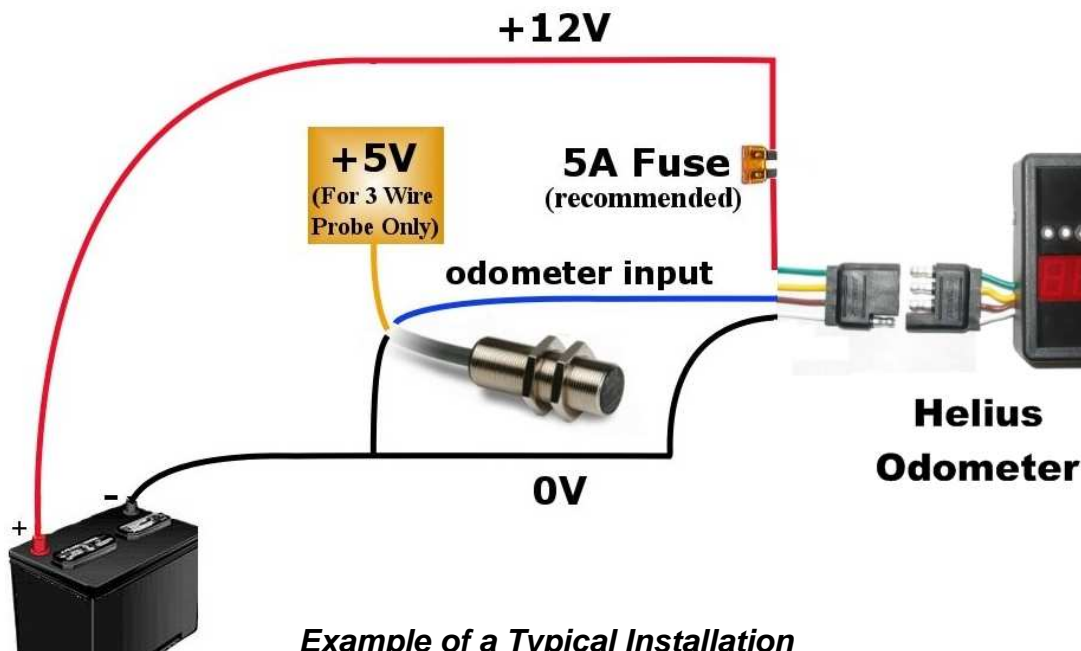 +12V
+5V
(For 3 Wire
Probe Only)
5A Fuse
(recommended)
odometer input
Helius
Odometer
0V
-
+
Example of a Typical Installation